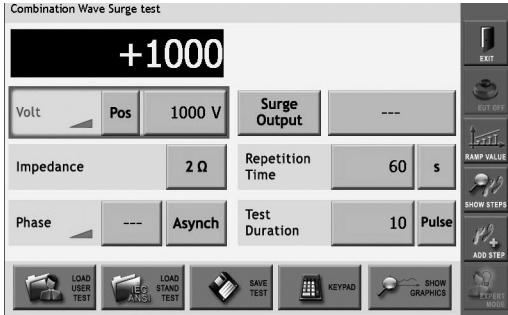 Combination Wave Surge test
+1000
EXIT
Volt Pos 1000 V Surge Output ---
EUT OFF
Impedance 2 Ω Repetition Time 60 s
RAMP VALUE
SHOW STEPS
Phase --- Asynch Test Duration 10 Pulse
ADD STEP
LOAD USER TEST
IEC ANSI LOAD STAND TEST
SAVE TEST
KEYPAD
SHOW GRAPHICS
EXPERT MODE